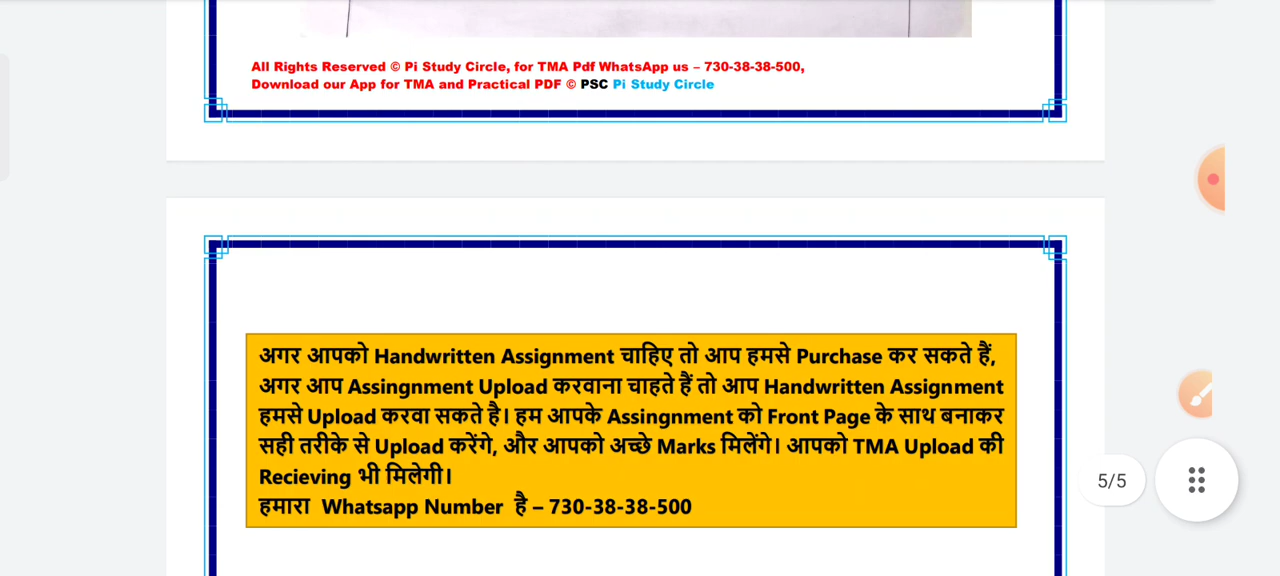 All Rights Reserved © Pi Study Circle, for TMA Pdf WhatsApp us – 730-38-38-500,
Download our App for TMA and Practical PDF © PSC Pi Study Circle
अगर आपको Handwritten Assignment चाहिए तो आप हमसे Purchase कर सकते हैं,
अगर आप Assingnment Upload करवाना चाहते हैं तो आप Handwritten Assignment
हमसे Upload करवा सकते है। हम आपके Assingnment को Front Page के साथ बनाकर
सही तरीके से Upload करेंगे, और आपको अच्छे Marks मिलेंगे। आपको TMA Upload की
Recieving भी मिलेगी।
5/5
हमारा Whatsapp Number है – 730-38-38-500